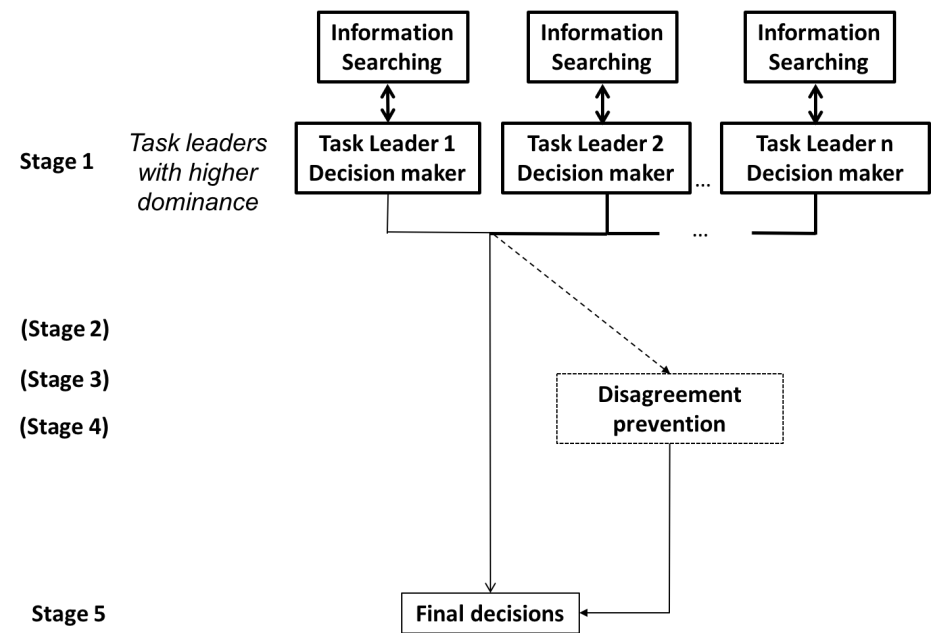 Information
Searching
Information
Searching
Information
Searching
Stage 1
Task leaders
with higher
dominance
Task Leader 1
Decision maker
Task Leader 2
Decision maker
...
Task Leader n
Decision maker
...
(Stage 2)
(Stage 3)
(Stage 4)
Disagreement
prevention
Stage 5
Final decisions